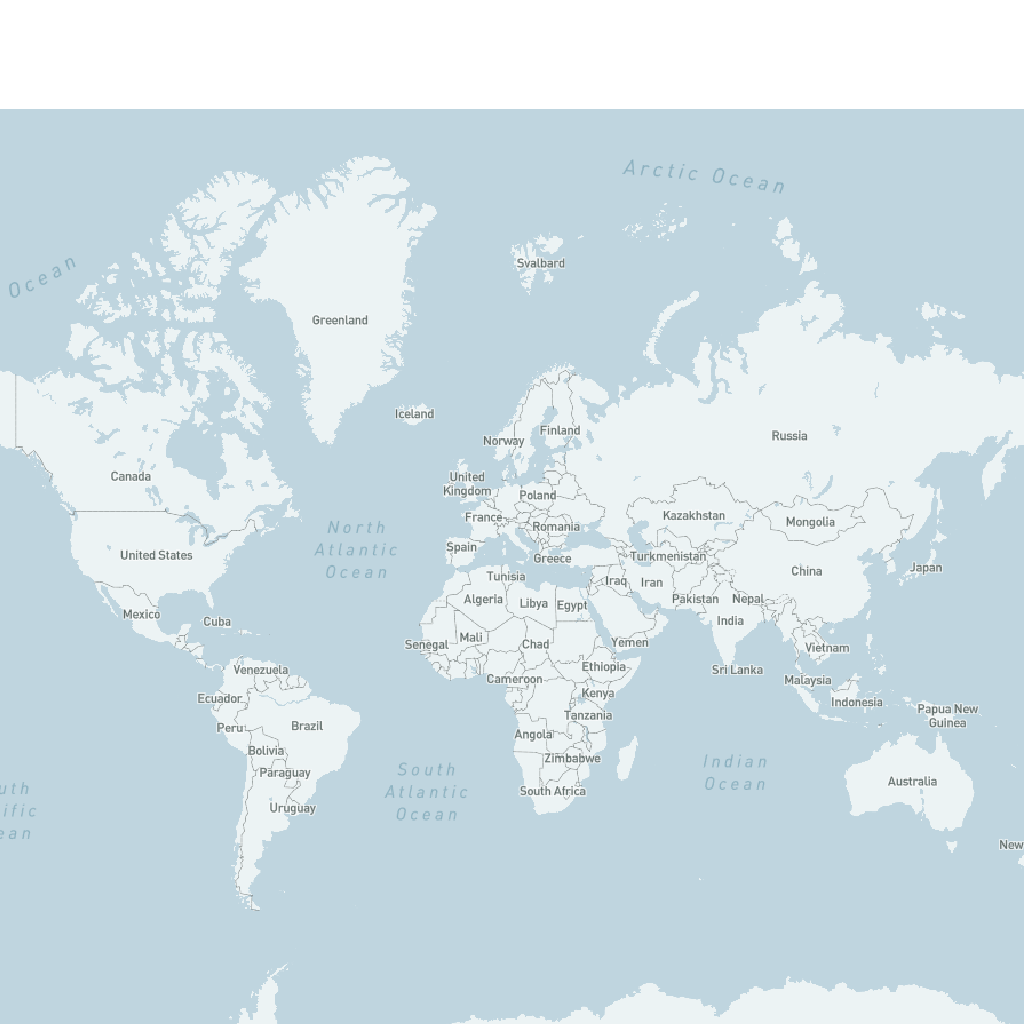 Arctic Ocean
Ocean
Svalbard
Greenland
Iceland
Norway
Finland
Russia
Canada
United
Kingdom
Poland
France
Romania
Kazakhstan
Mongolia
North
Atlantic
Ocean
United States
Spain
Greece
Turkmenistan
China
Japan
Tunisia
Iraq
Iran
Algeria
Libya
Egypt
Pakistan
Nepal
Mexico
Cuba
India
Senegal
Mali
Chad
Yemen
Vietnam
Venezuela
Cameroon
Ethiopia
Sri Lanka
Malaysia
Ecuador
Kenya
Indonesia
Papua New
Guinea
Peru
Brazil
Tanzania
Angola
Bolivia
Zimbabwe
Indian
Ocean
Paraguay
South
Atlantic
Ocean
South Africa
Australia
Uruguay
uth
ific
ean
New